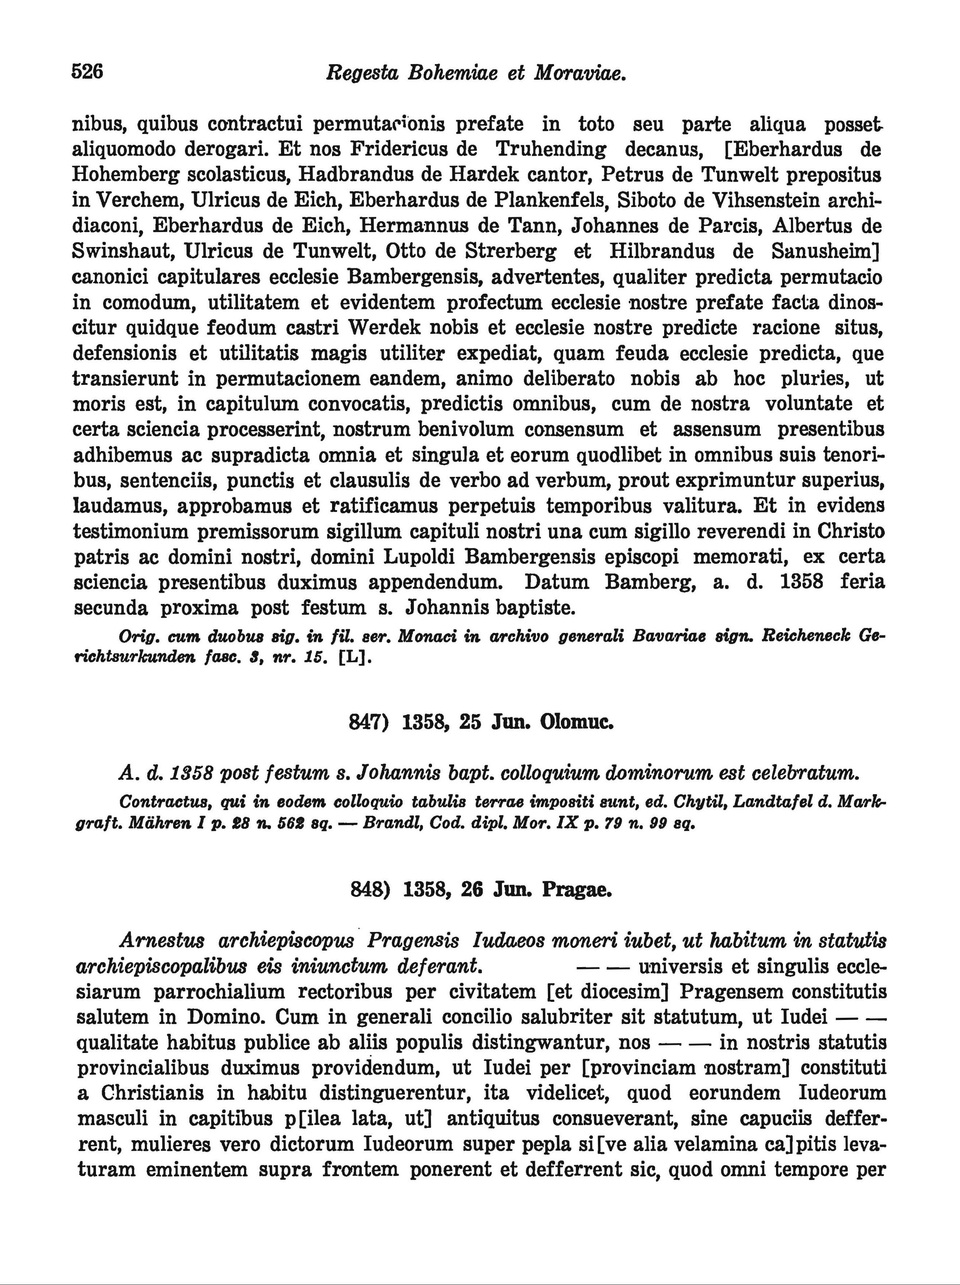 526 Regesta Bohemiae et Moraviae.
nibus, quibus contractui permutacionis prefate in toto seu parte aliqua posset
aliquomodo derogari. Et nos Fridericus de Truhending decanus, [Eberhardus de
Hohemberg scolasticus, Hadbrandus de Hardek cantor, Petrus de Tunwelt prepositus
in Verchem, Ulricus de Eich, Eberhardus de Plankenfels, Siboto de Vihsenstein archi-
diaconi, Eberhardus de Eich, Hermannus de Tann, Johannes de Parcis, Albertus de
Swinshaut, Ulricus de Tunwelt, Otto de Strerberg et Hilbrandus de Sanusheim]
canonici capitulares ecclesie Bambergensis, advertentes, qualiter predicta permutacio
in comodum, utilitatem et evidentem profectum ecclesie nostre prefate facta dinos-
citur quidque feodum castri Werdek nobis et ecclesie nostre predicte racione situs,
defensionis et utilitatis magis utiliter expediat, quam feuda ecclesie predicta, que
transierunt in permutacionem eandem, animo deliberato nobis ab hoc pluries, ut
moris est, in capitulum convocatis, predictis omnibus, cum de nostra voluntate et
certa sciencia processerint, nostrum benivolum consensum et assensum presentibus
adhibemus ac supradicta omnia et singula et eorum quodlibet in omnibus suis tenori-
bus, sentenciis, punctis et clausulis de verbo ad verbum, prout exprimuntur superius,
laudamus, approbamus et ratificamus perpetuis temporibus valitura. Et in evidens
testimonium premissorum sigillum capituli nostri una cum sigillo reverendi in Christo
patris ac domini nostri, domini Lupoldi Bambergensis episcopi memorati, ex certa
sciencia presentibus duximus appendendum. Datum Bamberg, a. d. 1358 feria
secunda proxima post festum s. Johannis baptiste.
Orig. cum duobus sig. in fil. ser. Monaci in archivo generali Bavariae sign. Reicheneck Ge-
richtsurkunden fasc. 3, nr. 15. [L].
847) 1358, 25 Jun. Olomuc.
A. d. 1358 post festum s. Johannis bapt. colloquium dominorum est celebratum.
Contractus, qui in eodem colloquio tabulis terrae impositi sunt, ed. Chytil, Landtafel d. Mark-
graft. Mähren I p. 28 n. 562 sq. — Brandl, Cod. dipl. Mor. IX p. 79 n. 99 sq.
848) 1358, 26 Jun. Pragae.
Arnestus archiepiscopus Pragensis Iudaeos moneri iubet, ut habitum in statutis
archiepiscopalibus eis iniunctum deferant. — — universis et singulis eccle-
siarum parrochialium rectoribus per civitatem [et diocesim] Pragensem constitutis
salutem in Domino. Cum in generali concilio salubriter sit statutum, ut Iudei — —
qualitate habitus publice ab aliis populis distingwantur, nos — — in nostris statutis
provincialibus duximus providendum, ut Iudei per [provinciam nostram] constituti
a Christianis in habitu distinguerentur, ita videlicet, quod eorundem Iudeorum
masculi in capitibus p[ilea lata, ut] antiquitus consueverant, sine capuciis deffer-
rent, mulieres vero dictorum Iudeorum super pepla si[ve alia velamina ca]pitis leva-
turam eminentem supra frontem ponerent et defferrent sic, quod omni tempore per